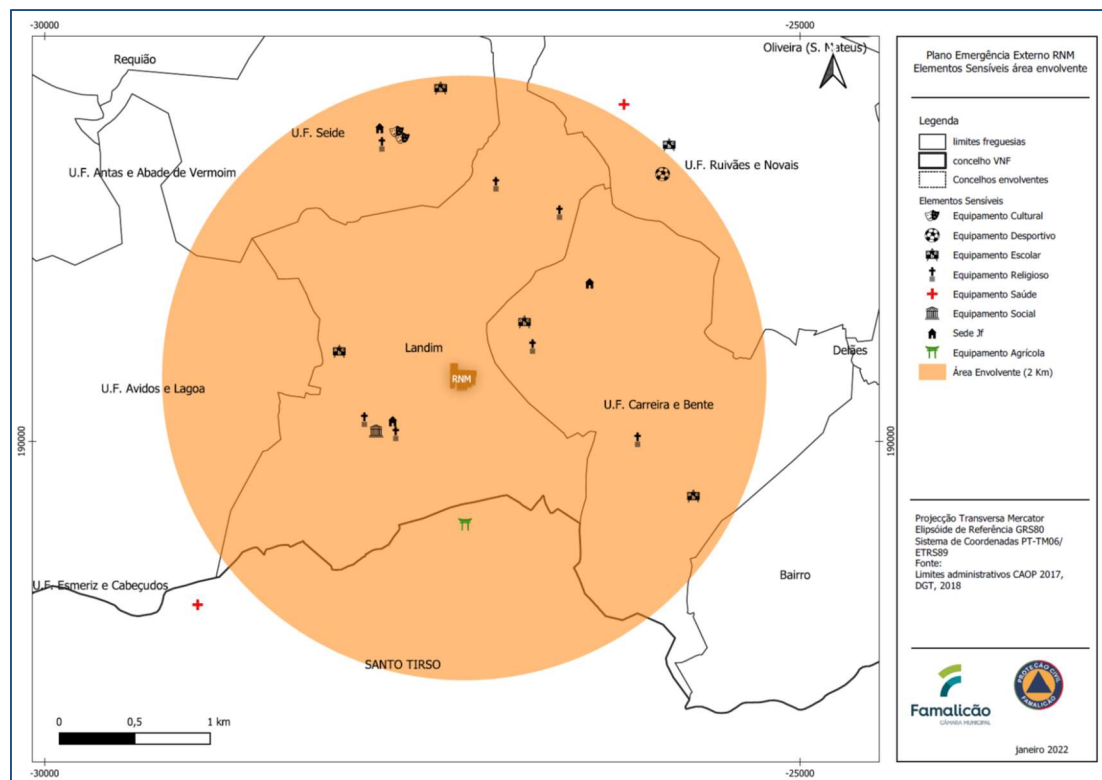 -30000
-25000
Oliveira (S. Mateus)
Requião
U.F. Seide
U.F. Antas e Abade de Vermoim
U.F. Ruivães e Novais
Landim
Delães
RNM
U.F. Avidos e Lagoa
U.F. Carreira e Bente
190000
190000
Bairro
U.F. Esmeriz e Cabeçudos
SANTO TIRSO
0
0,5
1 km
-30000
-25000
Plano Emergência Externo RNM
Elementos Sensíveis área envolvente
Legenda
limites freguesias
concelho VNF
Concelhos envolventes
Elementos Sensíveis
Equipamento Cultural
Equipamento Desportivo
Equipamento Escolar
Equipamento Religioso
Equipamento Saúde
Equipamento Social
Sede Jf
Equipamento Agrícola
Área Envolvente (2 Km)
Projecção Transversa Mercator
Elipsóide de Referência GRS80
Sistema de Coordenadas PT-TM06/
ETRS89
Fonte:
Limites administrativos CAOP 2017,
DGT, 2018
Famalicão
CÂMARA MUNICIPAL
PROTEÇÃO CIVIL
FAMALICÃO
janeiro 2022